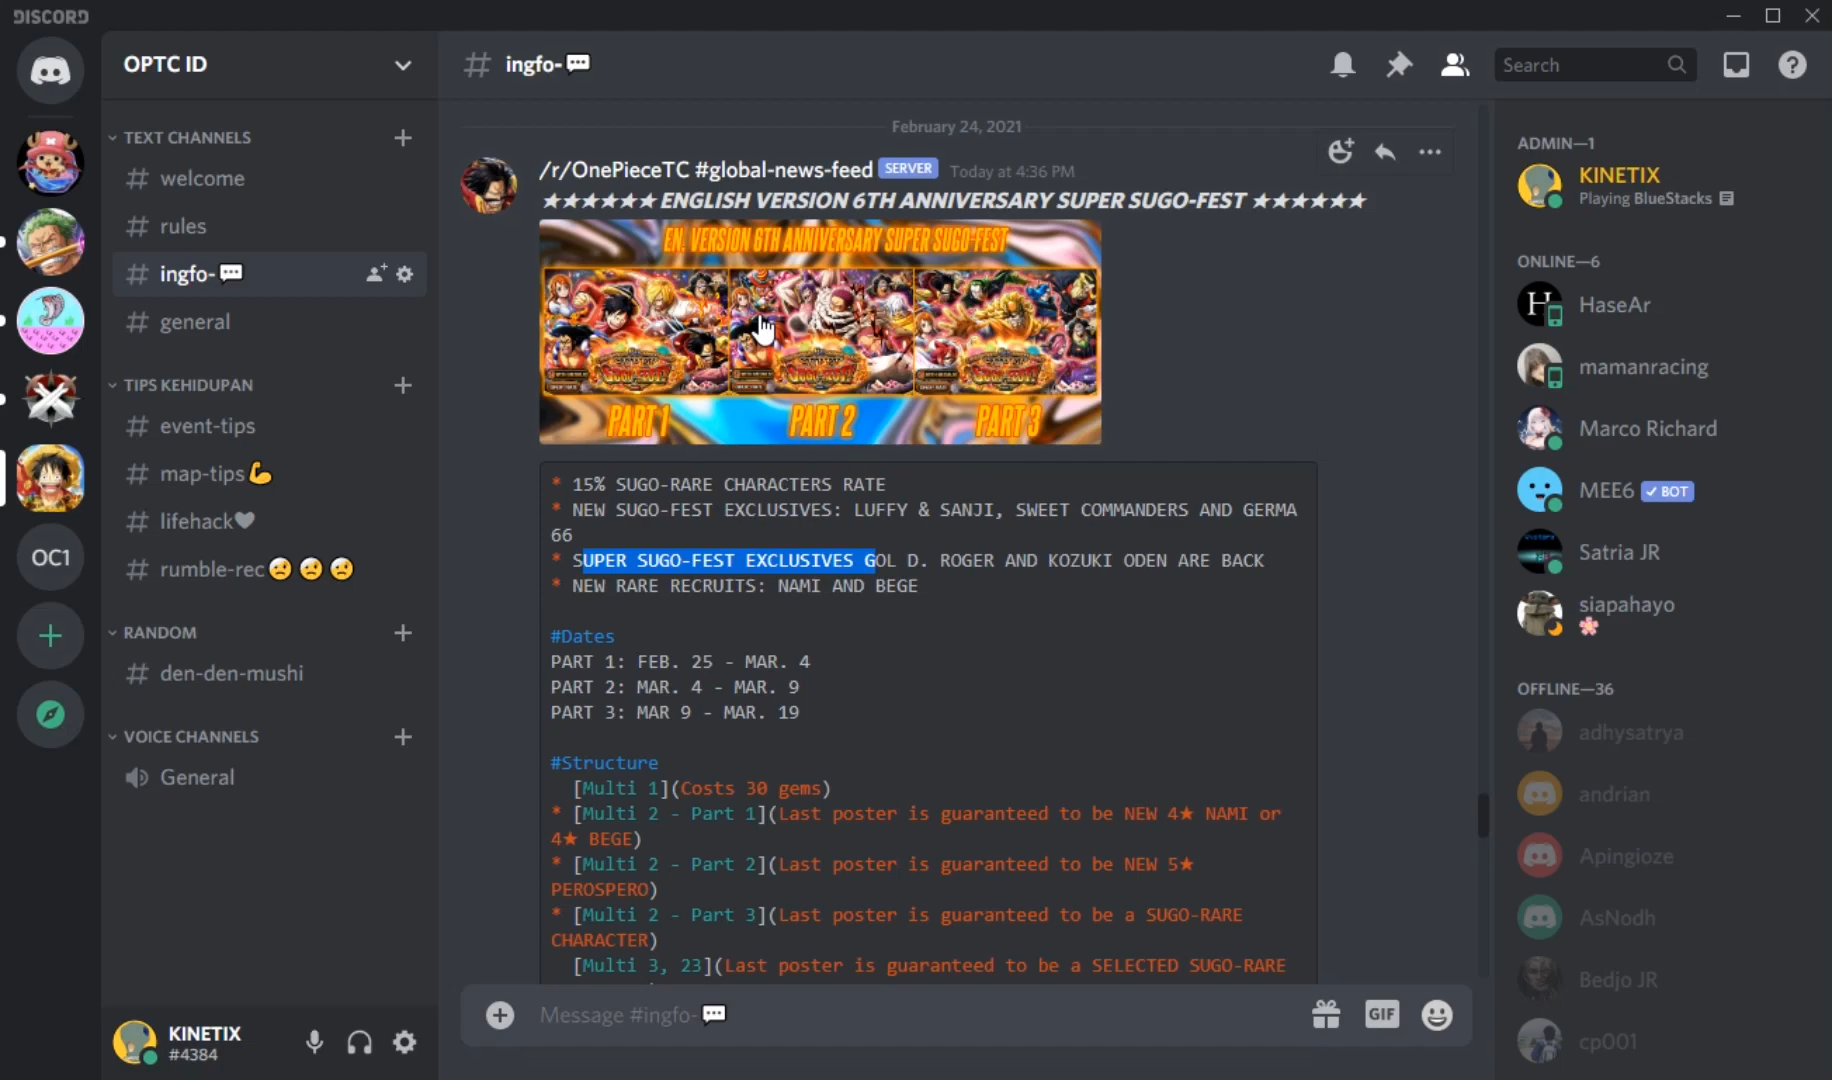 DISCORD
OPTC ID
ingfo-💬
Search
TEXT CHANNELS
welcome
rules
ingfo-💬
general
TIPS KEHIDUPAN
event-tips
map-tips💪
lifehack🖤
OC1
rumble-rec🤕🤕🤕
RANDOM
den-den-mushi
VOICE CHANNELS
General
KINETIX
#4384
February 24, 2021
/r/OnePieceTC #global-news-feed SERVER Today at 4:36 PM
★★★★★★ ENGLISH VERSION 6TH ANNIVERSARY SUPER SUGO-FEST ★★★★★★
EN. VERSION 6TH ANNIVERSARY SUPER SUGO-FEST
PART 1 PART 2 PART 3
* 15% SUGO-RARE CHARACTERS RATE
* NEW SUGO-FEST EXCLUSIVES: LUFFY & SANJI, SWEET COMMANDERS AND GERMA
66
* SUPER SUGO-FEST EXCLUSIVES GOL D. ROGER AND KOZUKI ODEN ARE BACK
* NEW RARE RECRUITS: NAMI AND BEGE
#Dates
PART 1: FEB. 25 - MAR. 4
PART 2: MAR. 4 - MAR. 9
PART 3: MAR 9 - MAR. 19
#Structure
[Multi 1](Costs 30 gems)
* [Multi 2 - Part 1](Last poster is guaranteed to be NEW 4★ NAMI or
4★ BEGE)
* [Multi 2 - Part 2](Last poster is guaranteed to be NEW 5★
PEROSPERO)
* [Multi 2 - Part 3](Last poster is guaranteed to be a SUGO-RARE
CHARACTER)
[Multi 3, 23](Last poster is guaranteed to be a SELECTED SUGO-RARE
Message #ingfo-💬
GIF
ADMIN—1
KINETIX
Playing BlueStacks
ONLINE—6
HaseAr
mamanracing
Marco Richard
MEE6 ✓ BOT
Satria JR
siapahayo
🌸
OFFLINE—36
adhysatrya
andrian
Apingioze
AsNodh
Bedjo JR
cp001